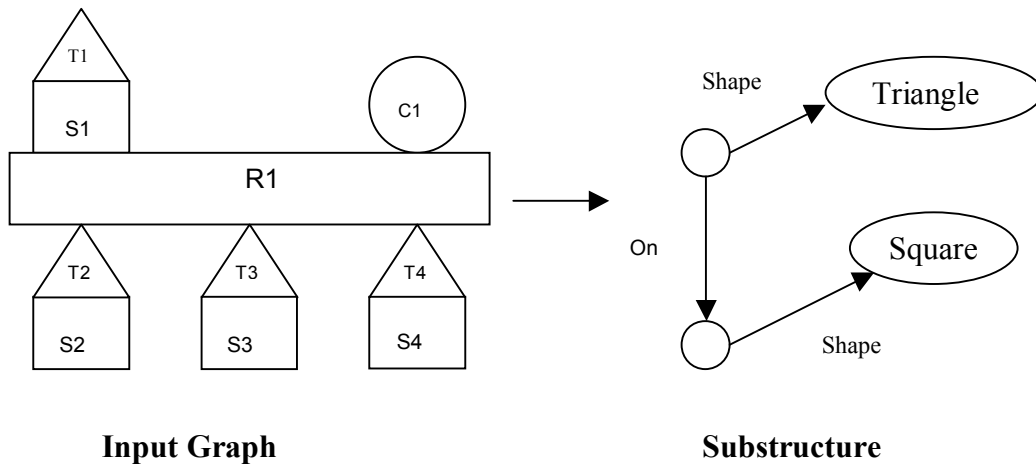 T1
S1
C1
R1
T2
T3
T4
S2
S3
S4
Input Graph
Shape
Triangle
On
Square
Shape
Substructure